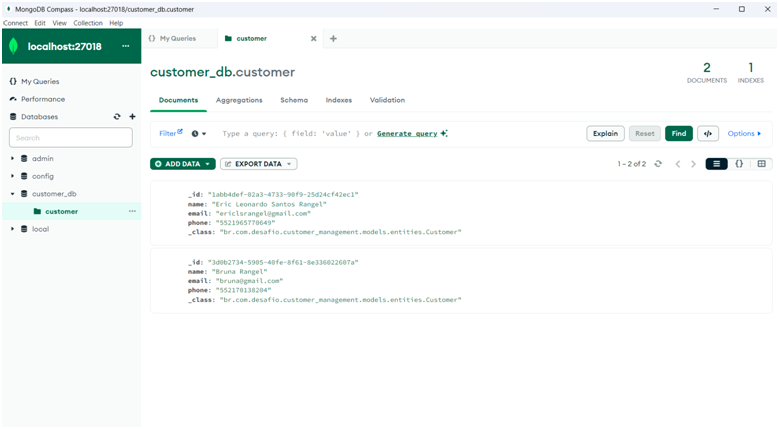 MongoDB Compass - localhost:27018/customer_db.customer
Connect Edit View Collection Help
localhost:27018 ...
{} My Queries
customer
{} My Queries
Performance
Databases
Search
admin
config
customer_db
customer ...
local
customer_db.customer
2
DOCUMENTS
1
INDEXES
Documents Aggregations Schema Indexes Validation
Filter Type a query: { field: 'value' } or Generate query Explain Reset Find </> Options
ADD DATA EXPORT DATA 1 – 2 of 2 {}
_id: "1abb4def-02a3-4733-90f9-25d24cf42ec1"
name: "Eric Leonardo Santos Rangel"
email: "ericlsrangel@gmail.com"
phone: "5521965770649"
_class: "br.com.desafio.customer_management.models.entities.Customer"
_id: "3d0b2734-5905-40fe-8f61-8e336022607a"
name: "Bruna Rangel"
email: "bruna@gmail.com"
phone: "552178138204"
_class: "br.com.desafio.customer_management.models.entities.Customer"